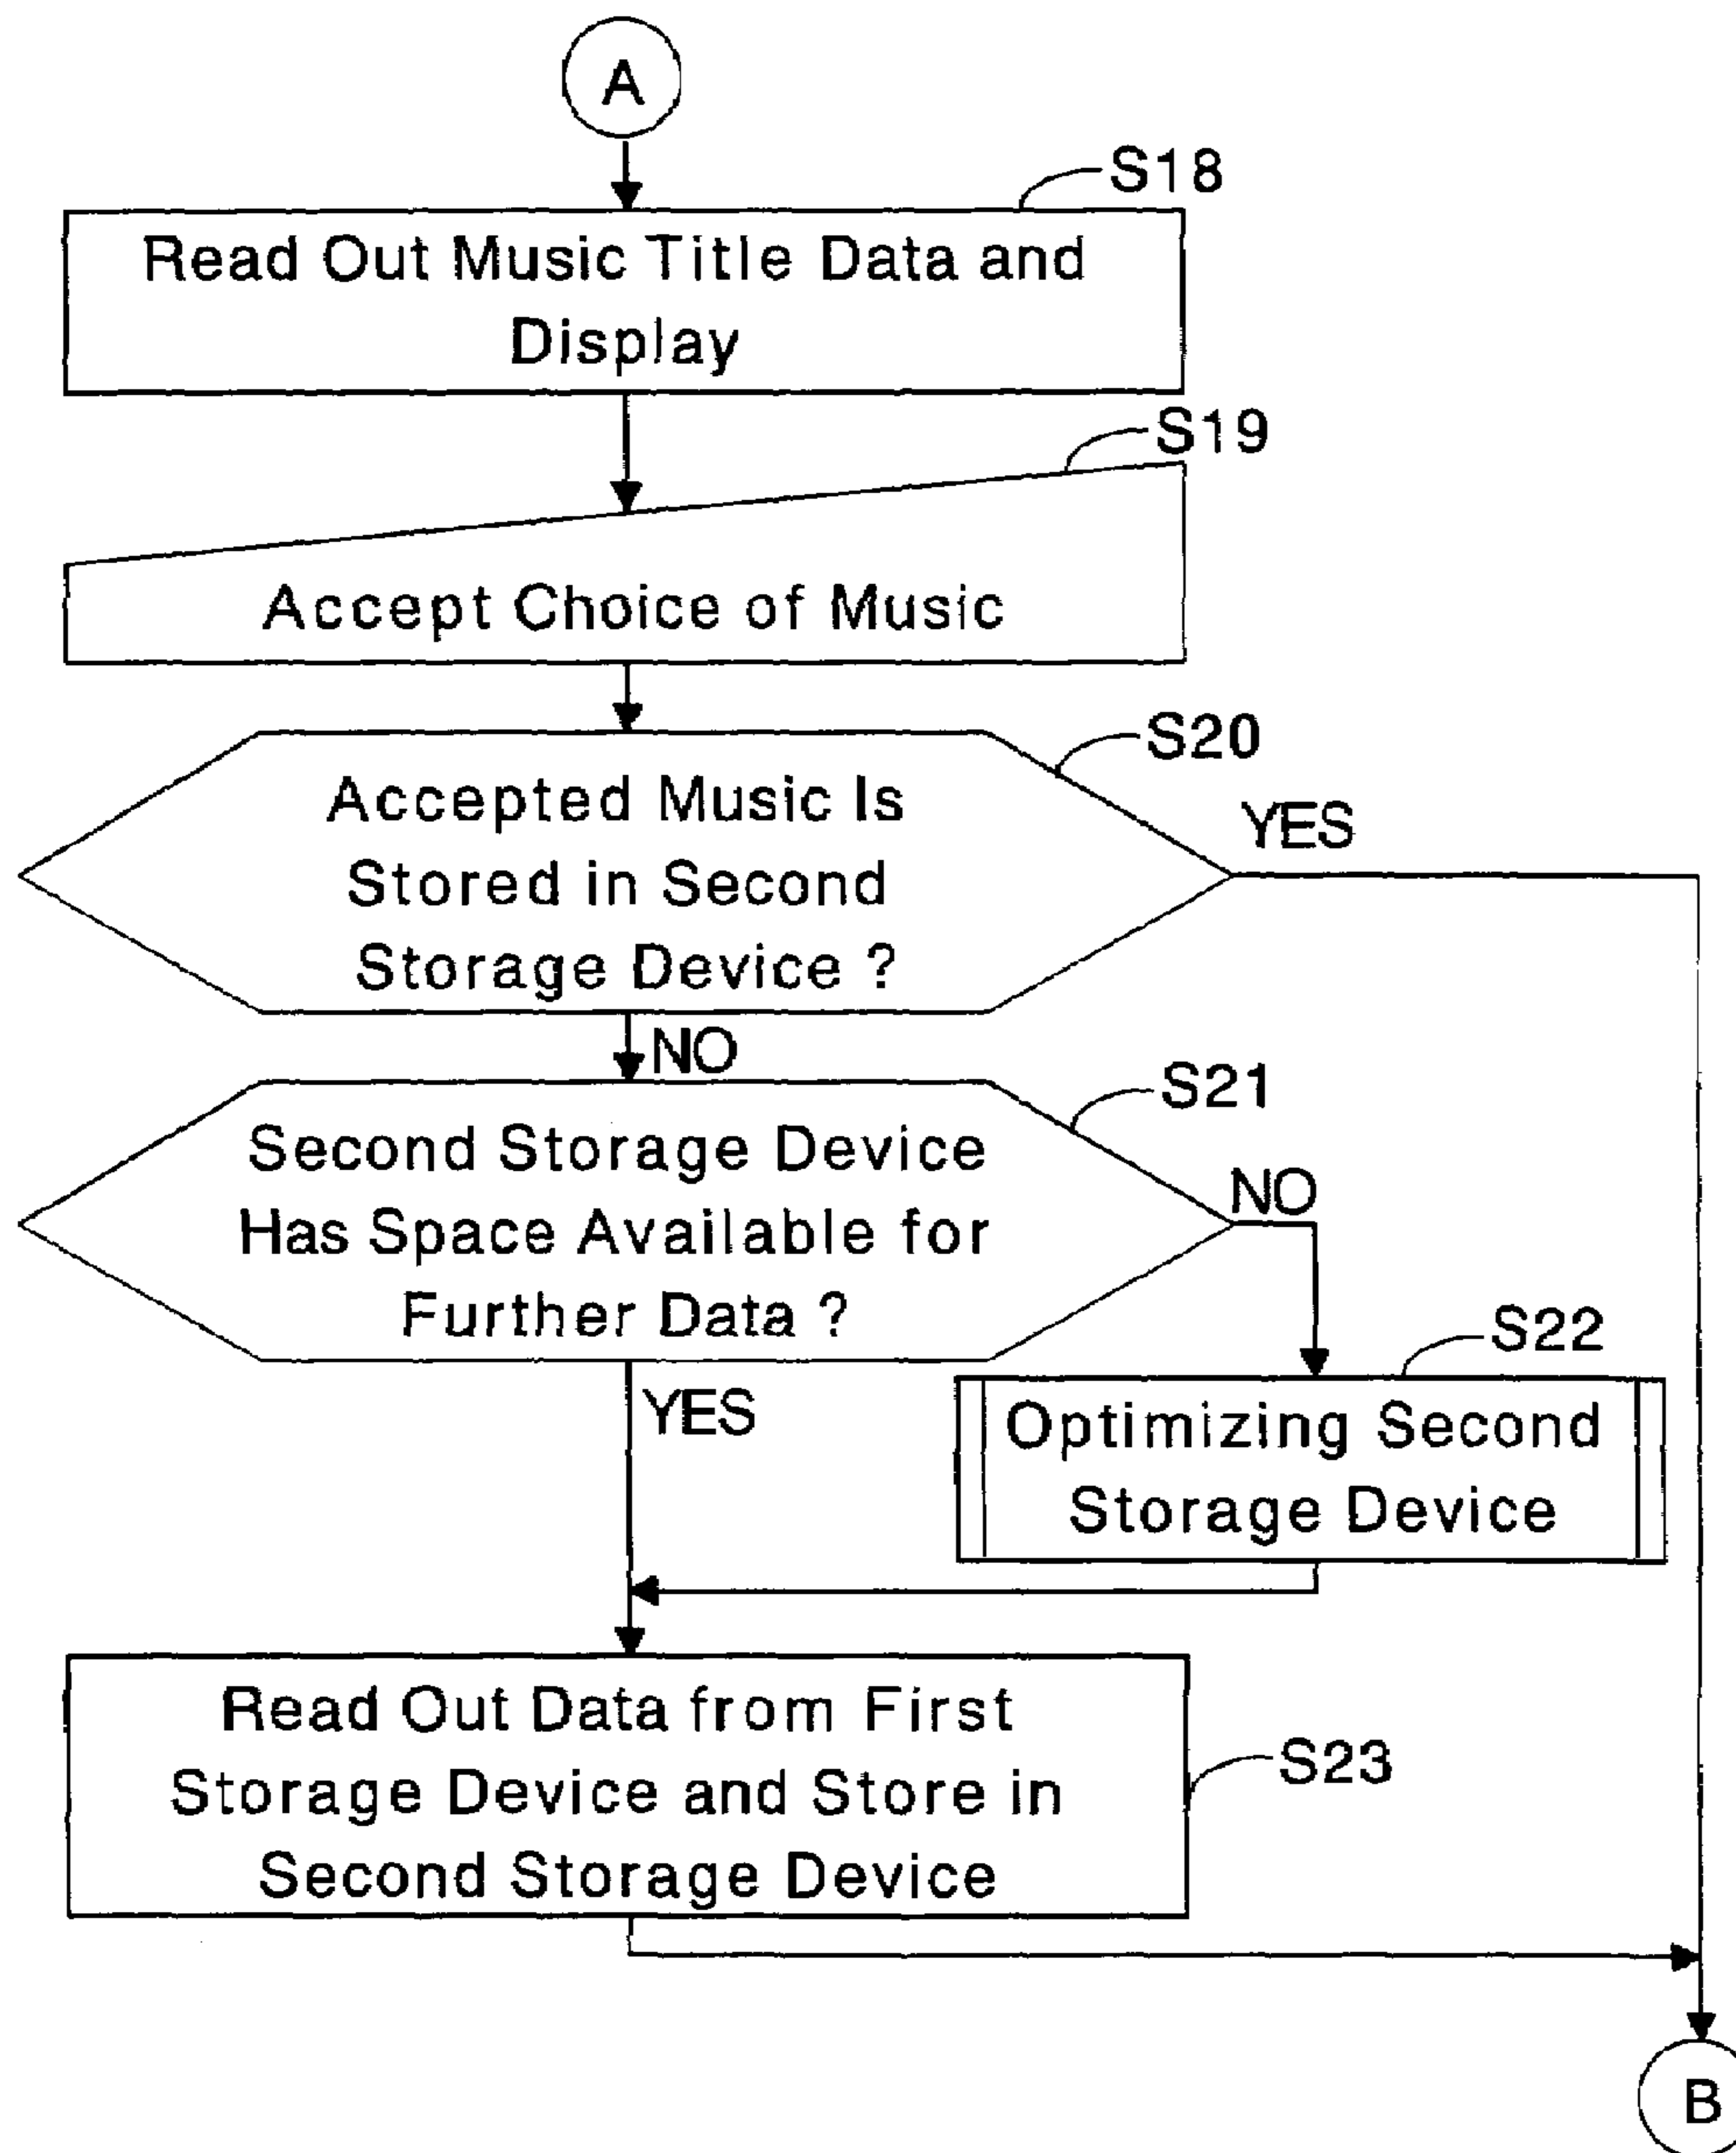 A
S18
Read Out Music Title Data and
Display
S19
Accept Choice of Music
S20
Accepted Music Is
Stored in Second
Storage Device ?
YES
NO
S21
Second Storage Device
Has Space Available for
Further Data ?
NO
YES
S22
Optimizing Second
Storage Device
Read Out Data from First
Storage Device and Store in
Second Storage Device
S23
B